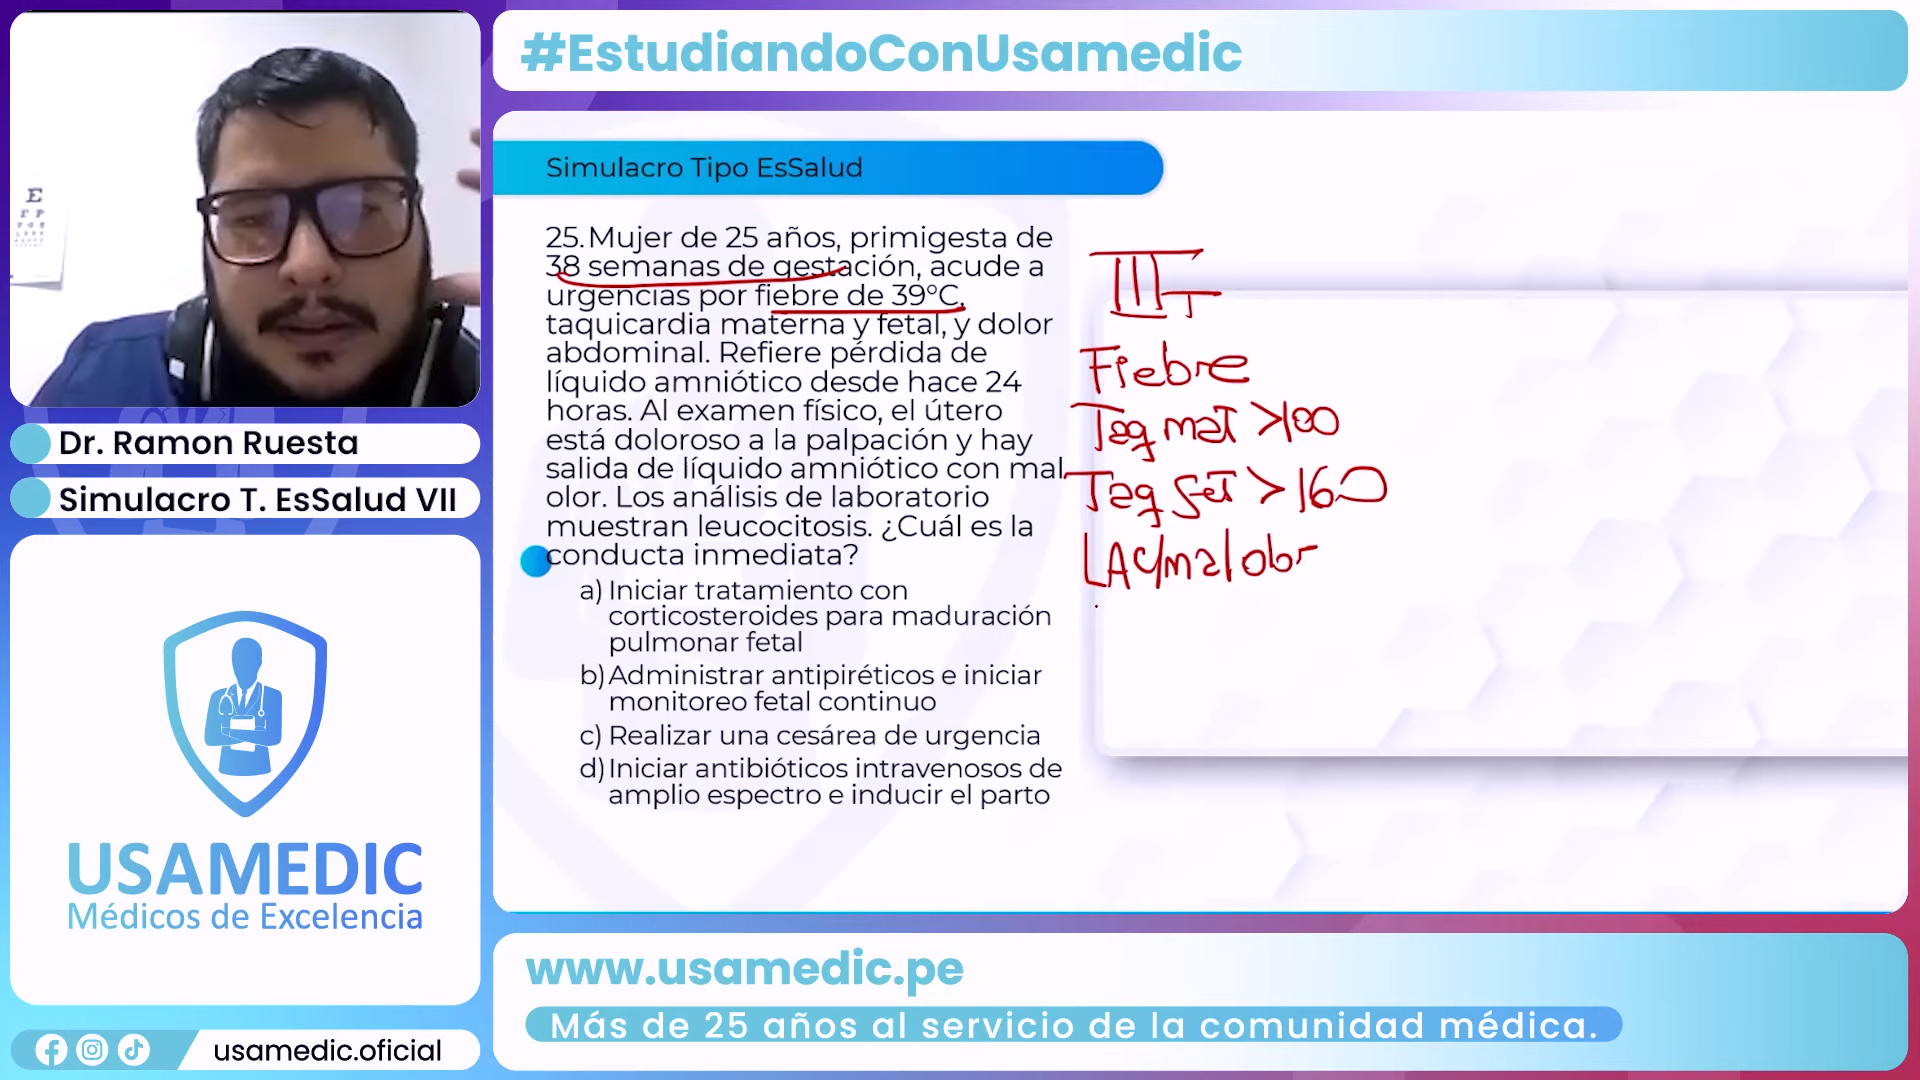 #EstudiandoConUsamedic
Simulacro Tipo EsSalud
25. Mujer de 25 años, primigesta de
38 semanas de gestación, acude a
urgencias por fiebre de 39°C,
taquicardia materna y fetal, y dolor
abdominal. Refiere pérdida de
líquido amniótico desde hace 24
horas. Al examen físico, el útero
está doloroso a la palpación y hay
salida de líquido amniótico con mal
olor. Los análisis de laboratorio
muestran leucocitosis. ¿Cuál es la
conducta inmediata?
a) Iniciar tratamiento con
corticosteroides para maduración
pulmonar fetal
b) Administrar antipiréticos e iniciar
monitoreo fetal continuo
c) Realizar una cesárea de urgencia
d) Iniciar antibióticos intravenosos de
amplio espectro e inducir el parto
III T
Fiebre
Taq mat >100
Taq fet > 160
LA c/mal olor
Dr. Ramon Ruesta
Simulacro T. EsSalud VII
USAMEDIC
Médicos de Excelencia
usamedic.oficial
www.usamedic.pe
Más de 25 años al servicio de la comunidad médica.